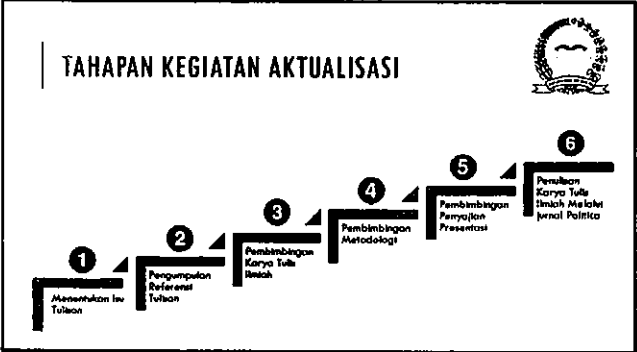 TAHAPAN KEGIATAN AKTUALISASI
1
Menentukan Isu
Tulisan
2
Pengumpulan
Referensi
Tulisan
3
Pembimbingan
Karya Tulis
Ilmiah
4
Pembimbingan
Metodologi
5
Pembimbingan
Penyajian
Presentasi
6
Penulisan
Karya Tulis
Ilmiah Melalui
Jurnal Politica